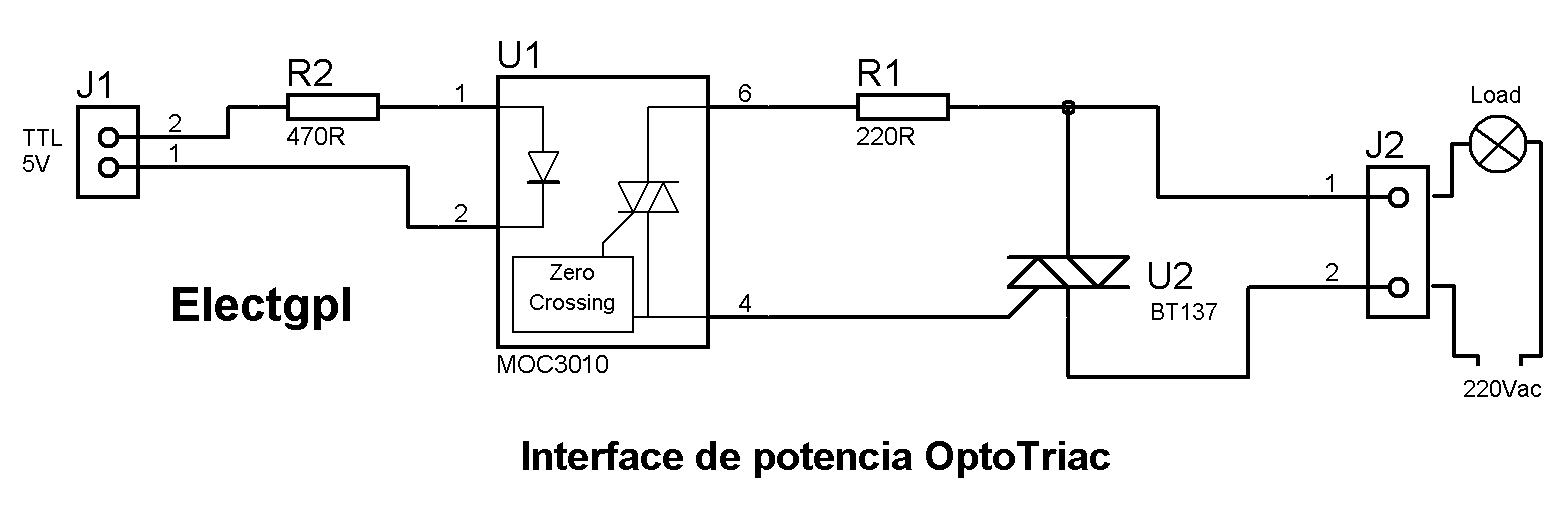 J1
TTL
5V
2
1
R2
470R
U1
1
2
Zero
Crossing
MOC3010
6
4
R1
220R
U2
BT137
J2
1
2
Load
220Vac
Electgpl
Interface de potencia OptoTriac